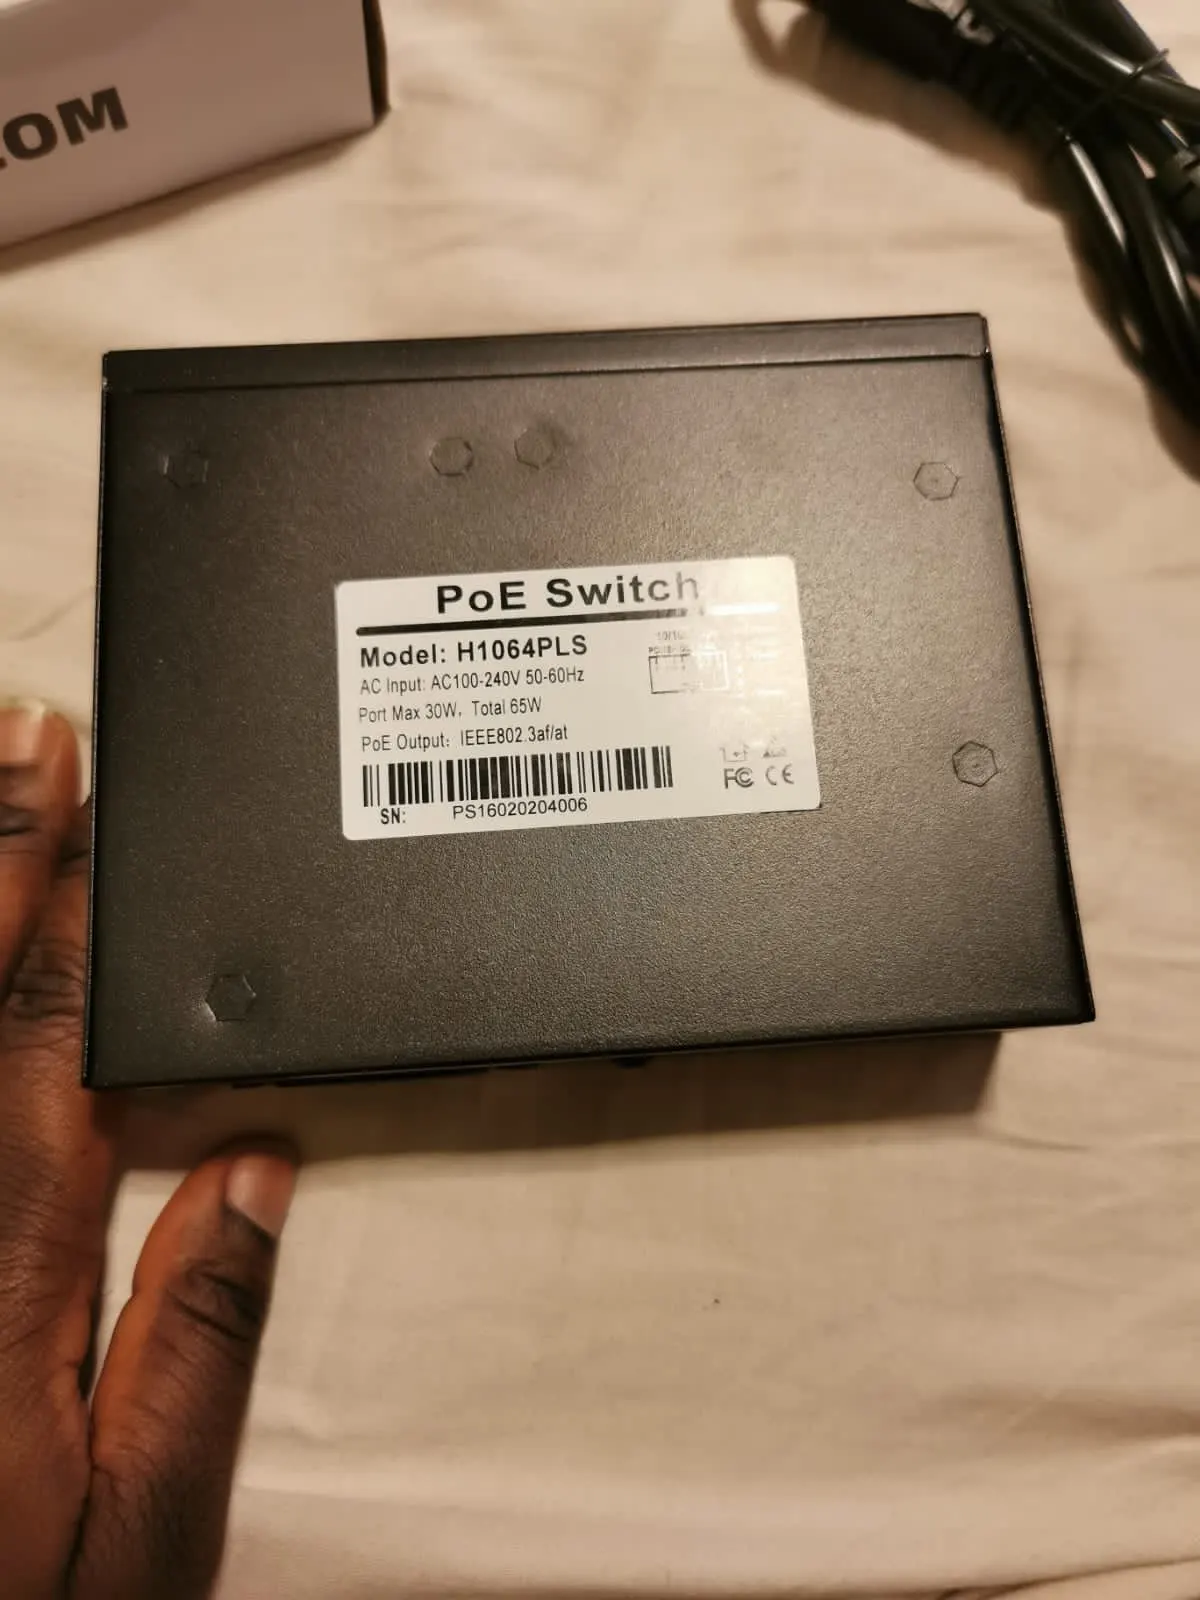 COM
PoE Switch
Model: H1064PLS
AC Input: AC100-240V 50-60Hz
Port Max 30W, Total 65W
PoE Output: IEEE802.3af/at
FC CE
SN: PS16020204006